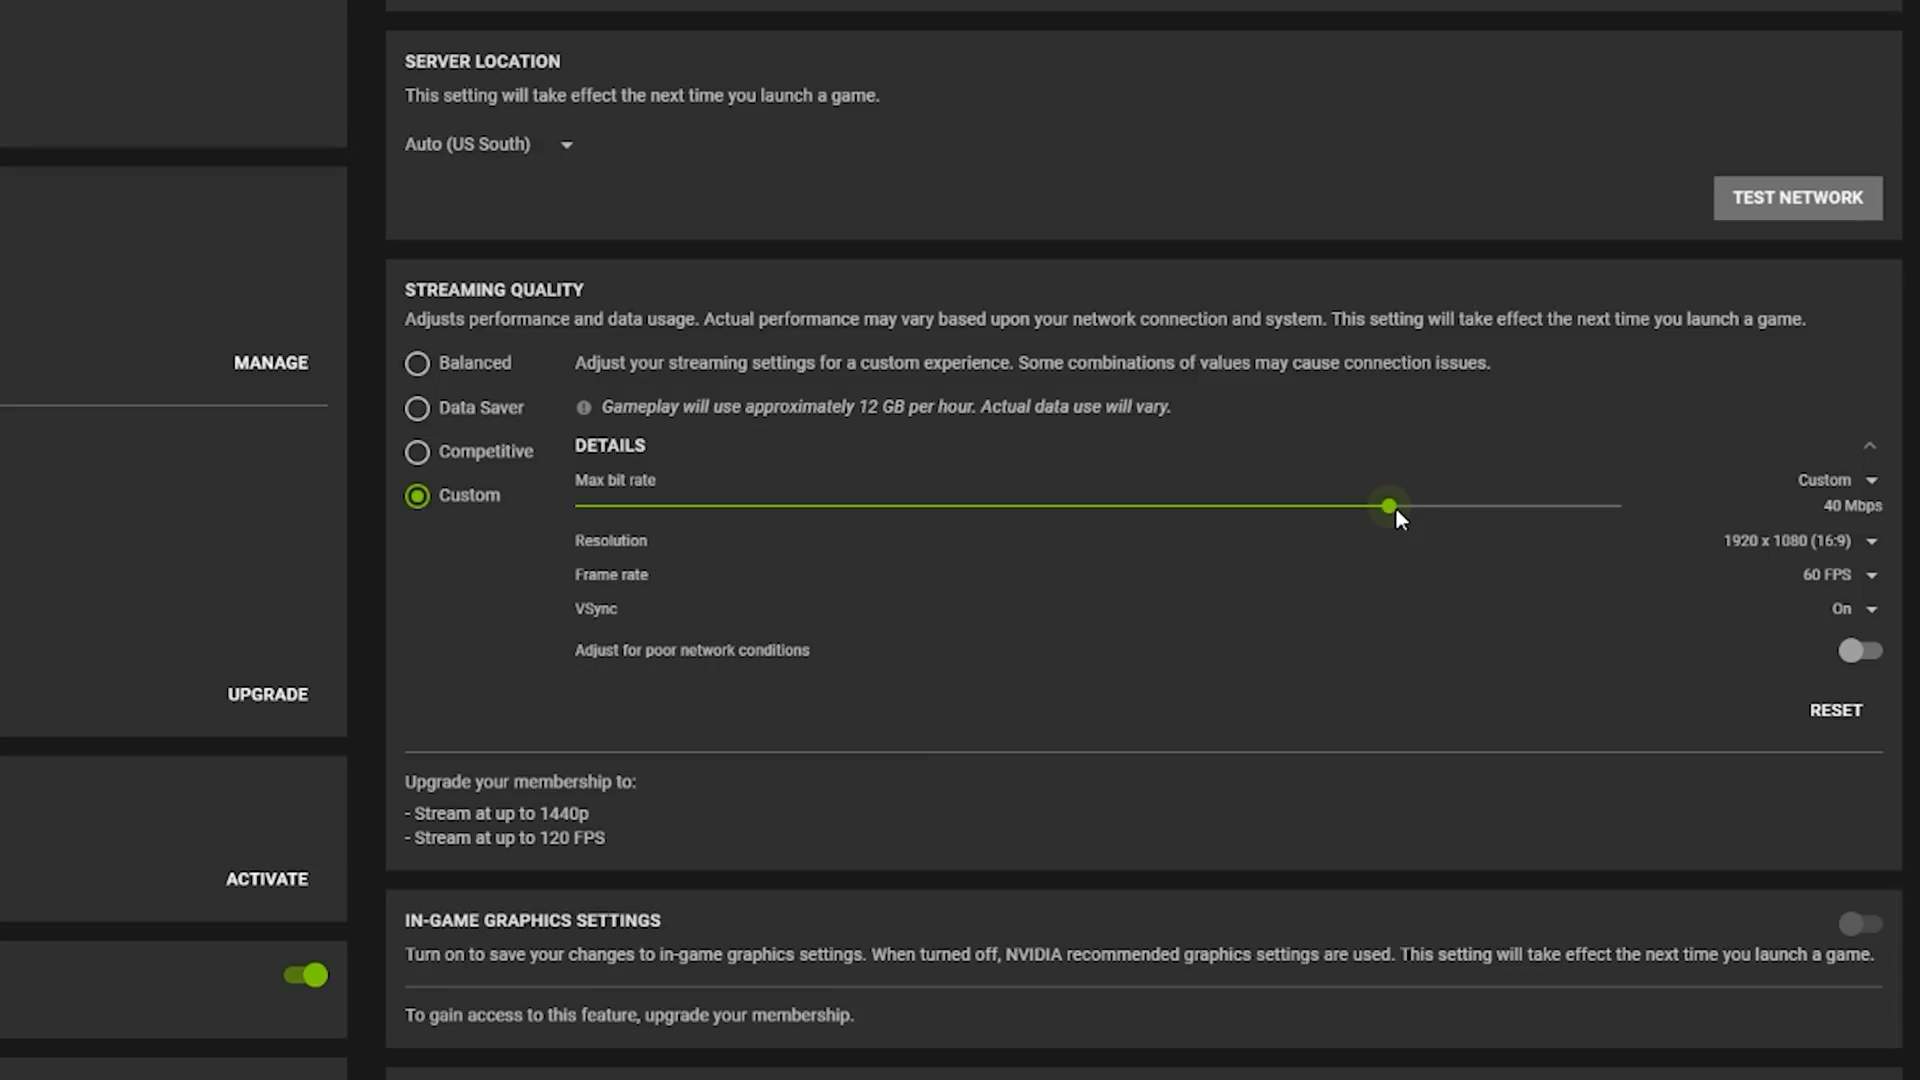 SERVER LOCATION
This setting will take effect the next time you launch a game.
Auto (US South)
TEST NETWORK
STREAMING QUALITY
Adjusts performance and data usage. Actual performance may vary based upon your network connection and system. This setting will take effect the next time you launch a game.
MANAGE
Balanced
Adjust your streaming settings for a custom experience. Some combinations of values may cause connection issues.
Data Saver
Gameplay will use approximately 12 GB per hour. Actual data use will vary.
Competitive
DETAILS
Max bit rate
Custom
Custom
40 Mbps
Resolution
1920 x 1080 (16:9)
Frame rate
60 FPS
VSync
On
Adjust for poor network conditions
UPGRADE
RESET
Upgrade your membership to:
- Stream at up to 1440p
- Stream at up to 120 FPS
ACTIVATE
IN-GAME GRAPHICS SETTINGS
Turn on to save your changes to in-game graphics settings. When turned off, NVIDIA recommended graphics settings are used. This setting will take effect the next time you launch a game.
To gain access to this feature, upgrade your membership.